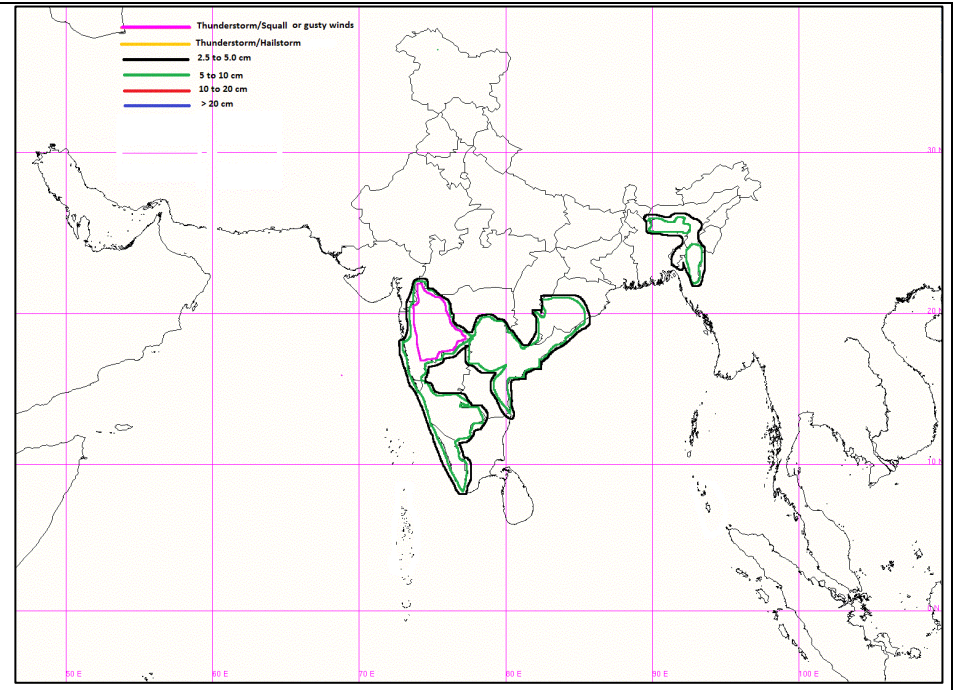 Thunderstorm/Squall or gusty winds
Thunderstorm/Hailstorm
2.5 to 5.0 cm
5 to 10 cm
10 to 20 cm
> 20 cm
30 N
20 N
10 N
50 E
70 E
80 E
90 E
100 E